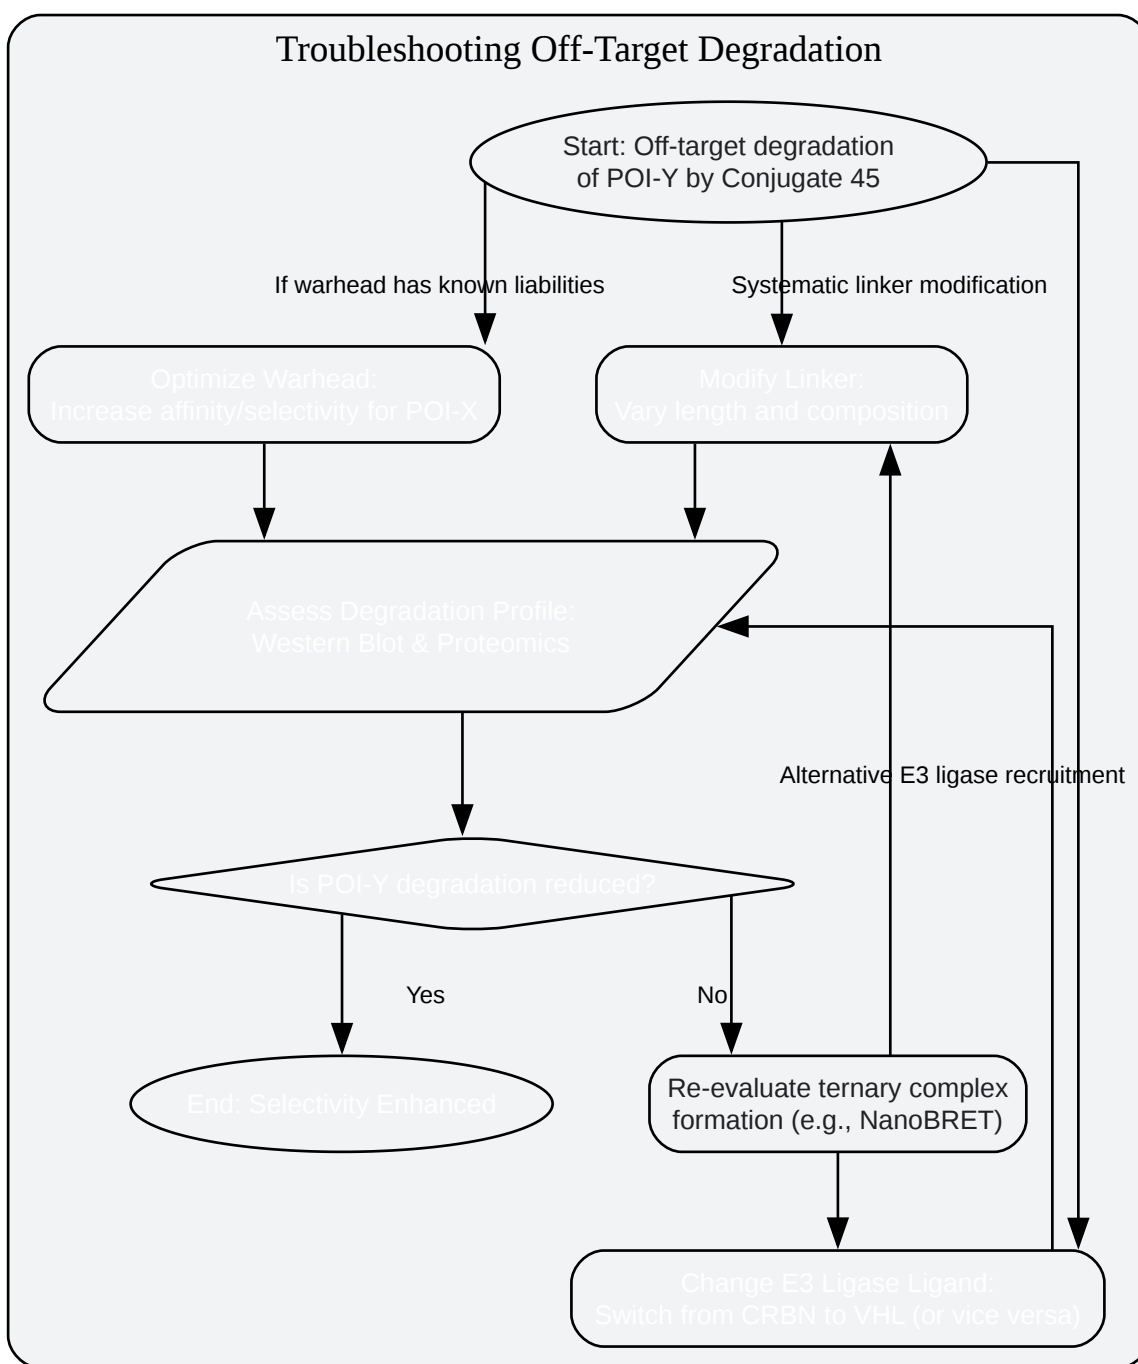 Troubleshooting Off-Target Degradation
Start: Off-target degradation
of POI-Y by Conjugate 45
If warhead has known liabilities
Systematic linker modification
Optimize Warhead:
Increase affinity/selectivity for POI-X
Modify Linker:
Vary length and composition
Assess Degradation Profile:
Western Blot & Proteomics
Alternative E3 ligase recruitment
Is POI-Y degradation reduced?
Yes
No
End: Selectivity Enhanced
Re-evaluate ternary complex
formation (e.g., NanoBRET)
Change E3 Ligase Ligand:
Switch from CRBN to VHL (or vice versa)